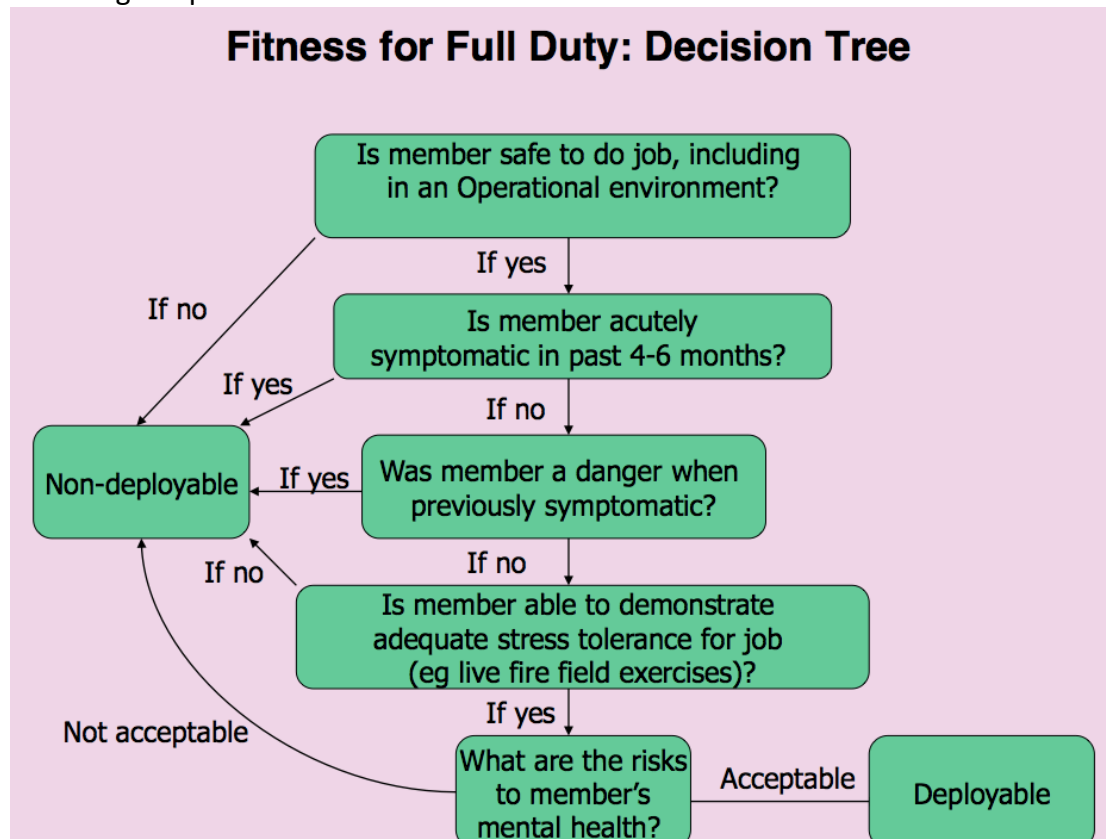 Fitness for Full Duty: Decision Tree
Is member safe to do job, including
in an Operational environment?
If yes
If no
Is member acutely
symptomatic in past 4-6 months?
If yes
If no
Non-deployable
If yes
Was member a danger when
previously symptomatic?
If no
If no
Is member able to demonstrate
adequate stress tolerance for job
(eg live fire field exercises)?
If yes
Not acceptable
What are the risks
to member's
mental health?
Acceptable
Deployable